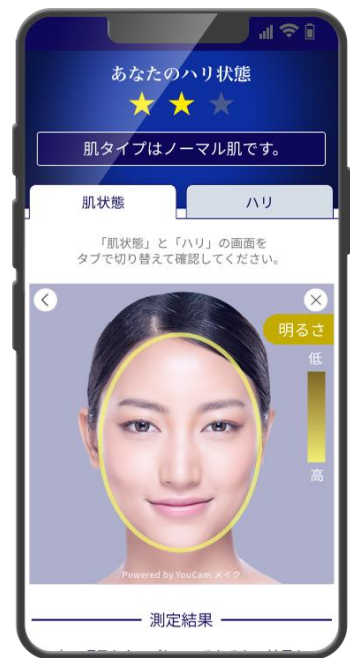 あなたのハリ状態
肌タイプはノーマル肌です。
肌状態
ハリ
「肌状態」と「ハリ」の画面を
タブで切り替えて確認してください。
明るさ
低
高
Powered by YouCam メイク
測定結果